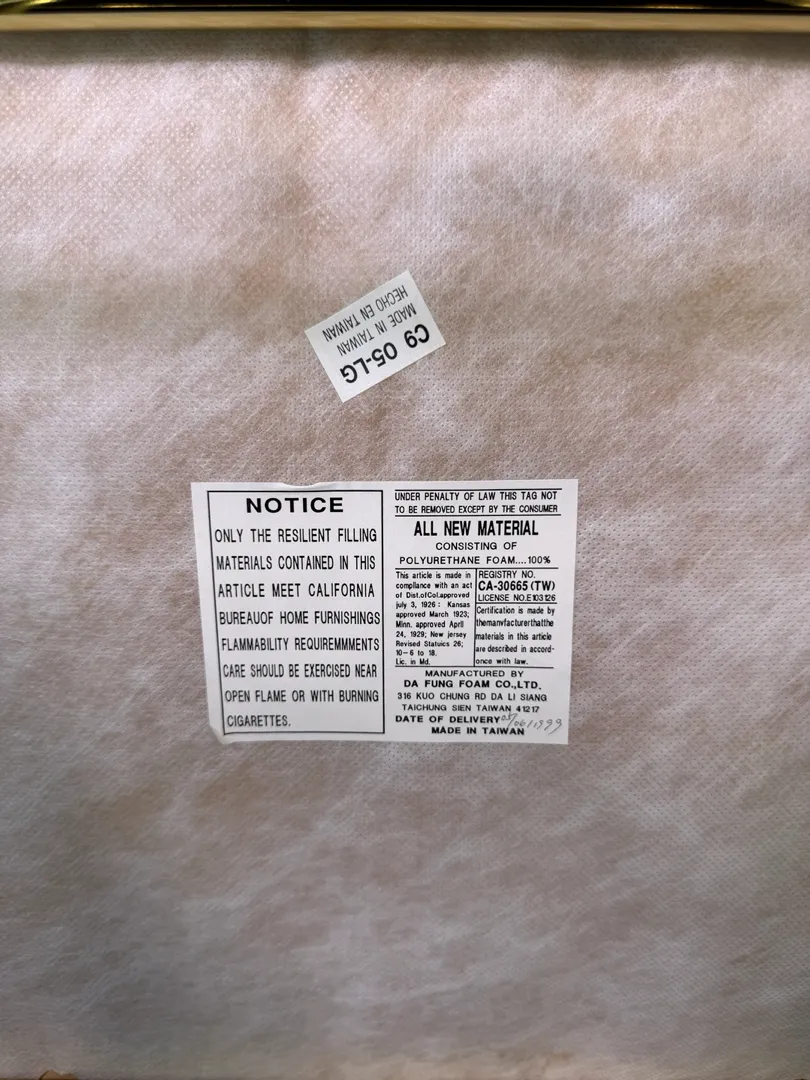 C9 05-LG
MADE IN TAIWAN
HECHO EN TAIWAN
NOTICE
ONLY THE RESILIENT FILLING
MATERIALS CONTAINED IN THIS
ARTICLE MEET CALIFORNIA
BUREAUOF HOME FURNISHINGS
FLAMMABILITY REQUIREMMMENTS
CARE SHOULD BE EXERCISED NEAR
OPEN FLAME OR WITH BURNING
CIGARETTES.
UNDER PENALTY OF LAW THIS TAG NOT
TO BE REMOVED EXCEPT BY THE CONSUMER
ALL NEW MATERIAL
CONSISTING OF
POLYURETHANE FOAM....100%
This article is made in
compliance with an act
of Dist.ofCol.approved
july 3, 1926: Kansas
approved March 1923;
Minn. approved April
24, 1929; New jersey
Revised Statuics 26;
10-6 to 18.
Lic. in Md.
REGISTRY NO.
CA-30665 (TW)
LICENSE NO.E103126
Certification is made by
themanvfacturerthatthe
materials in this article
are described in accord-
once with law.
MANUFACTURED BY
DA FUNG FOAM CO.,LTD.
316 KUO CHUNG RD DA LI SIANG
TAICHUNG SIEN TAIWAN 41217
DATE OF DELIVERY 05/06/1999
MADE IN TAIWAN